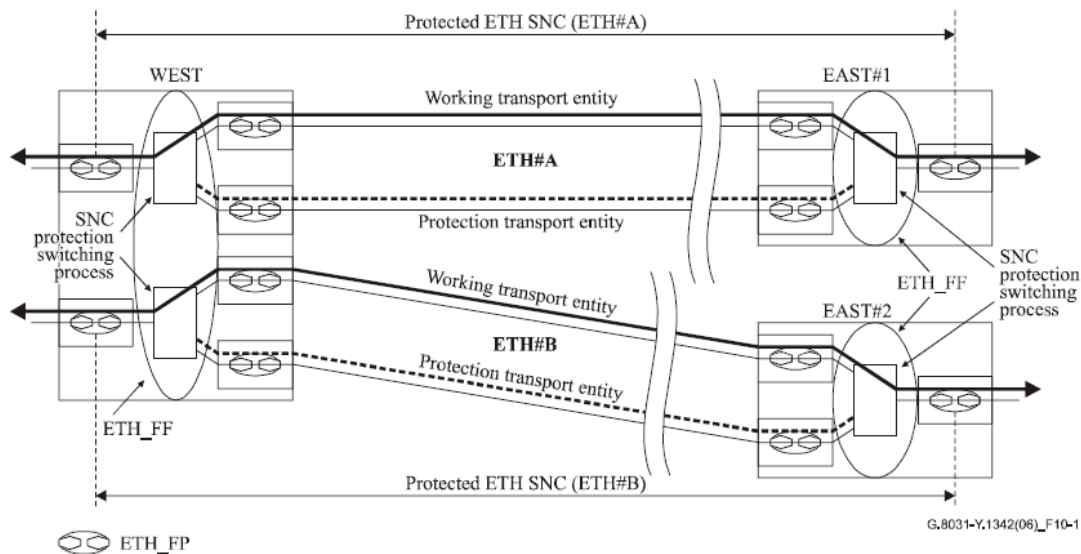 Protected ETH SNC (ETH#A)
WEST
EAST#1
Working transport entity
ETH#A
Protection transport entity
SNC
protection
switching
process
SNC
protection
switching
process
ETH_FF
Working transport entity
EAST#2
ETH#B
Protection transport entity
ETH_FF
Protected ETH SNC (ETH#B)
G.8031-Y.1342(06)_F10-1
ETH_FP